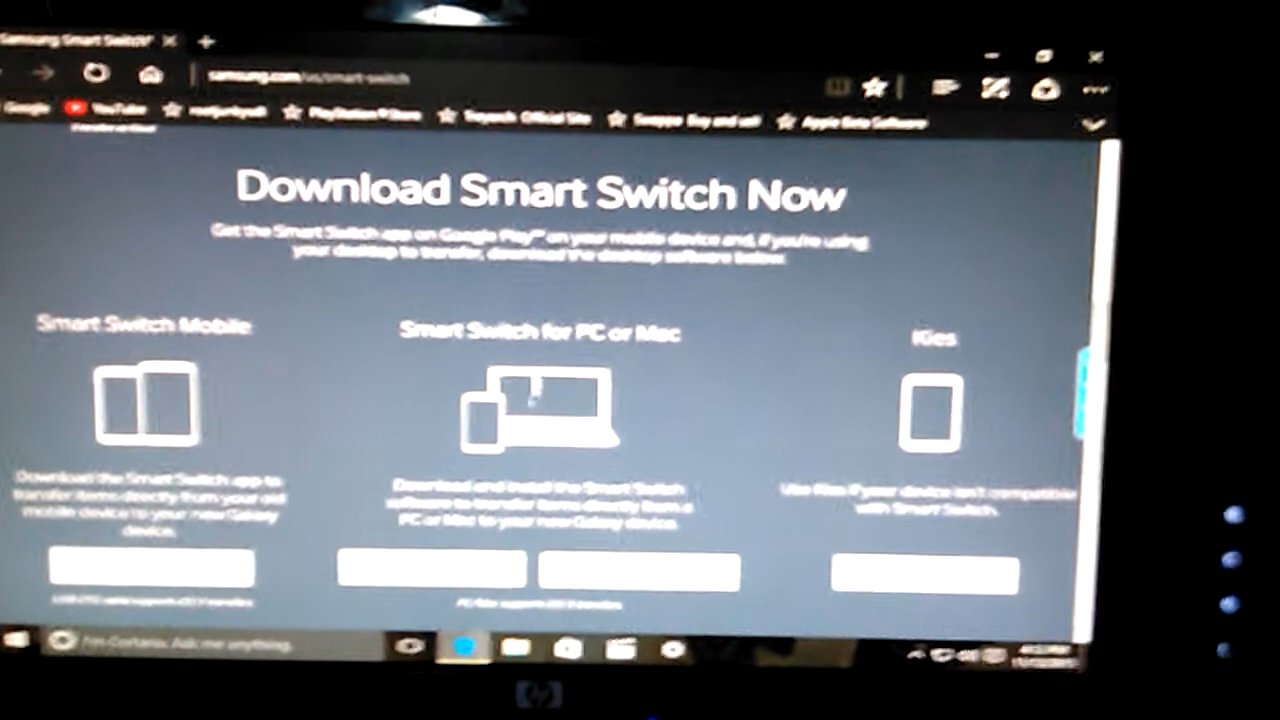 Samsung Smart Switch
samsung.com/us/smart-switch
Google YouTube PlayStation®Store Official Site Swappa Buy and sell Apple Beta Software
Download Smart Switch Now
Get the Smart Switch app on Google Play™ on your mobile device and, if you're using
your desktop to transfer, download the desktop software below.
Smart Switch Mobile
Smart Switch for PC or Mac
Kies
Download the Smart Switch app to
transfer items directly from your old
mobile device to your new Galaxy
device.
Download and install the Smart Switch
software to transfer items directly from a
PC or Mac to your new Galaxy device.
Use Kies if your device isn't compatible
with Smart Switch.
I'm Cortana. Ask me anything.
hp